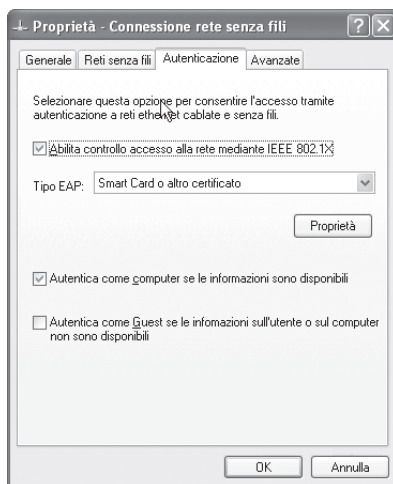 Proprietà - Connessione rete senza fili
Generale Reti senza fili Autenticazione Avanzate
Selezionare questa opzione per consentire l'accesso tramite
autenticazione a reti ethernet cablate e senza fili.
Abilita controllo accesso alla rete mediante IEEE 802.1X
Tipo EAP: Smart Card o altro certificato
Proprietà
Autentica come computer se le informazioni sono disponibili
Autentica come Guest se le infomazioni sull'utente o sul computer
non sono disponibili
OK Annulla